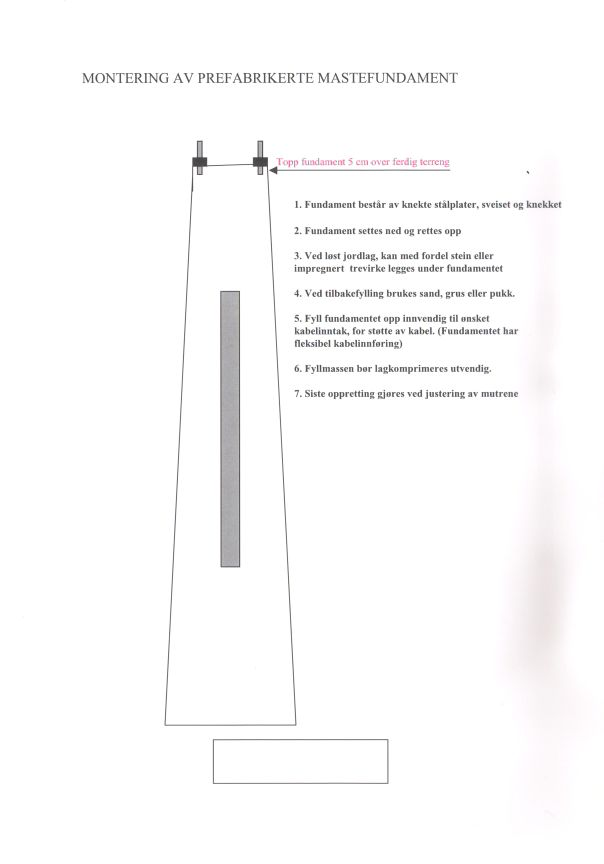 MONTERING AV PREFABRIKERTE MASTEFUNDAMENT
Topp fundament 5 cm over ferdig terreng
1. Fundament består av knekte stålplater, sveiset og knekket
2. Fundament settes ned og rettes opp
3. Ved løst jordlag, kan med fordel stein eller
impregnert trevirke legges under fundamentet
4. Ved tilbakefylling brukes sand, grus eller pukk.
5. Fyll fundamentet opp innvendig til ønsket
kabelinntak, for støtte av kabel. (Fundamentet har
fleksibel kabelinnføring)
6. Fyllmassen bør lagkomprimeres utvendig.
7. Siste oppretting gjøres ved justering av mutrene